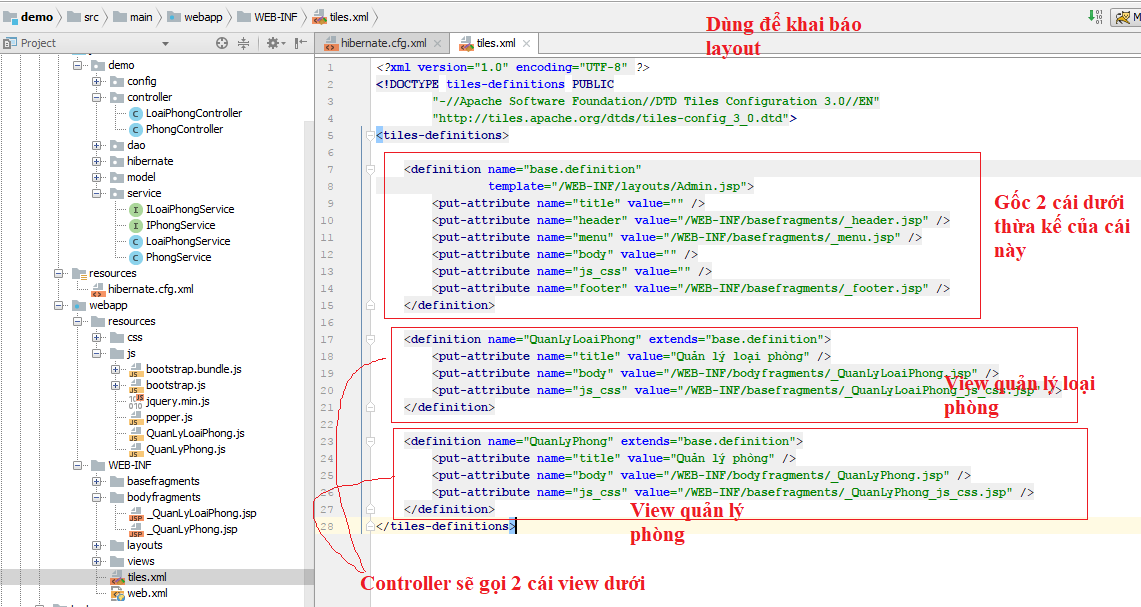 demo src main webapp WEB-INF tiles.xml
Project
hibernate.cfg.xml
tiles.xml
Dùng để khai báo
layout
demo
config
controller
LoaiPhongController
PhongController
dao
hibernate
model
service
ILoaiPhongService
IPhongService
LoaiPhongService
PhongService
resources
hibernate.cfg.xml
webapp
resources
css
js
bootstrap.bundle.js
bootstrap.js
jquery.min.js
popper.js
QuanLyLoaiPhong.js
QuanLyPhong.js
WEB-INF
basefragments
bodyfragments
_QuanLyLoaiPhong.jsp
_QuanLyPhong.jsp
layouts
views
tiles.xml
web.xml
1 <?xml version="1.0" encoding="UTF-8" ?>
2 <!DOCTYPE tiles-definitions PUBLIC
3 "-//Apache Software Foundation//DTD Tiles Configuration 3.0//EN"
4 "http://tiles.apache.org/dtds/tiles-config_3_0.dtd">
5 <tiles-definitions>
6
7 <definition name="base.definition"
8 template="/WEB-INF/layouts/Admin.jsp">
9 <put-attribute name="title" value="" />
10 <put-attribute name="header" value="/WEB-INF/basefragments/_header.jsp" />
11 <put-attribute name="menu" value="/WEB-INF/basefragments/_menu.jsp" />
12 <put-attribute name="body" value="" />
13 <put-attribute name="js_css" value="" />
14 <put-attribute name="footer" value="/WEB-INF/basefragments/_footer.jsp" />
15 </definition>
16
17 <definition name="QuanLyLoaiPhong" extends="base.definition">
18 <put-attribute name="title" value="Quản lý loại phòng" />
19 <put-attribute name="body" value="/WEB-INF/bodyfragments/_QuanLyLoaiPhong.jsp" />
20 <put-attribute name="js_css" value="/WEB-INF/basefragments/_QuanLyLoaiPhong_js_css.jsp" />
21 </definition>
22
23 <definition name="QuanLyPhong" extends="base.definition">
24 <put-attribute name="title" value="Quản lý phòng" />
25 <put-attribute name="body" value="/WEB-INF/bodyfragments/_QuanLyPhong.jsp" />
26 <put-attribute name="js_css" value="/WEB-INF/basefragments/_QuanLyPhong_js_css.jsp" />
27 </definition>
28 </tiles-definitions>
Gốc 2 cái dưới
thừa kế của cái
này
View quản lý loại
phòng
View quản lý
phòng
Controller sẽ gọi 2 cái view dưới